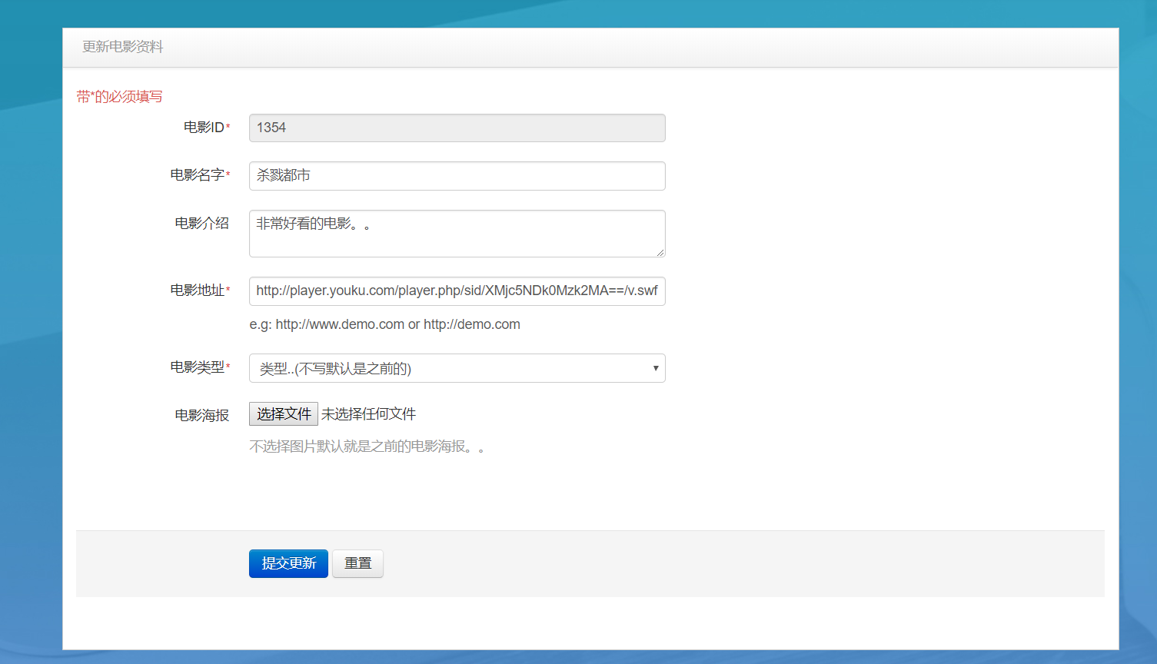 更新电影资料
带*的必须填写
电影ID* 1354
电影名字* 杀戮都市
电影介绍 非常好看的电影。。
电影地址* http://player.youku.com/player.php/sid/XMjc5NDk0Mzk2MA==/v.swf
e.g: http://www.demo.com or http://demo.com
电影类型* 类型..(不写默认是之前的)
电影海报 选择文件 未选择任何文件
不选择图片默认就是之前的电影海报。。
提交更新 重置